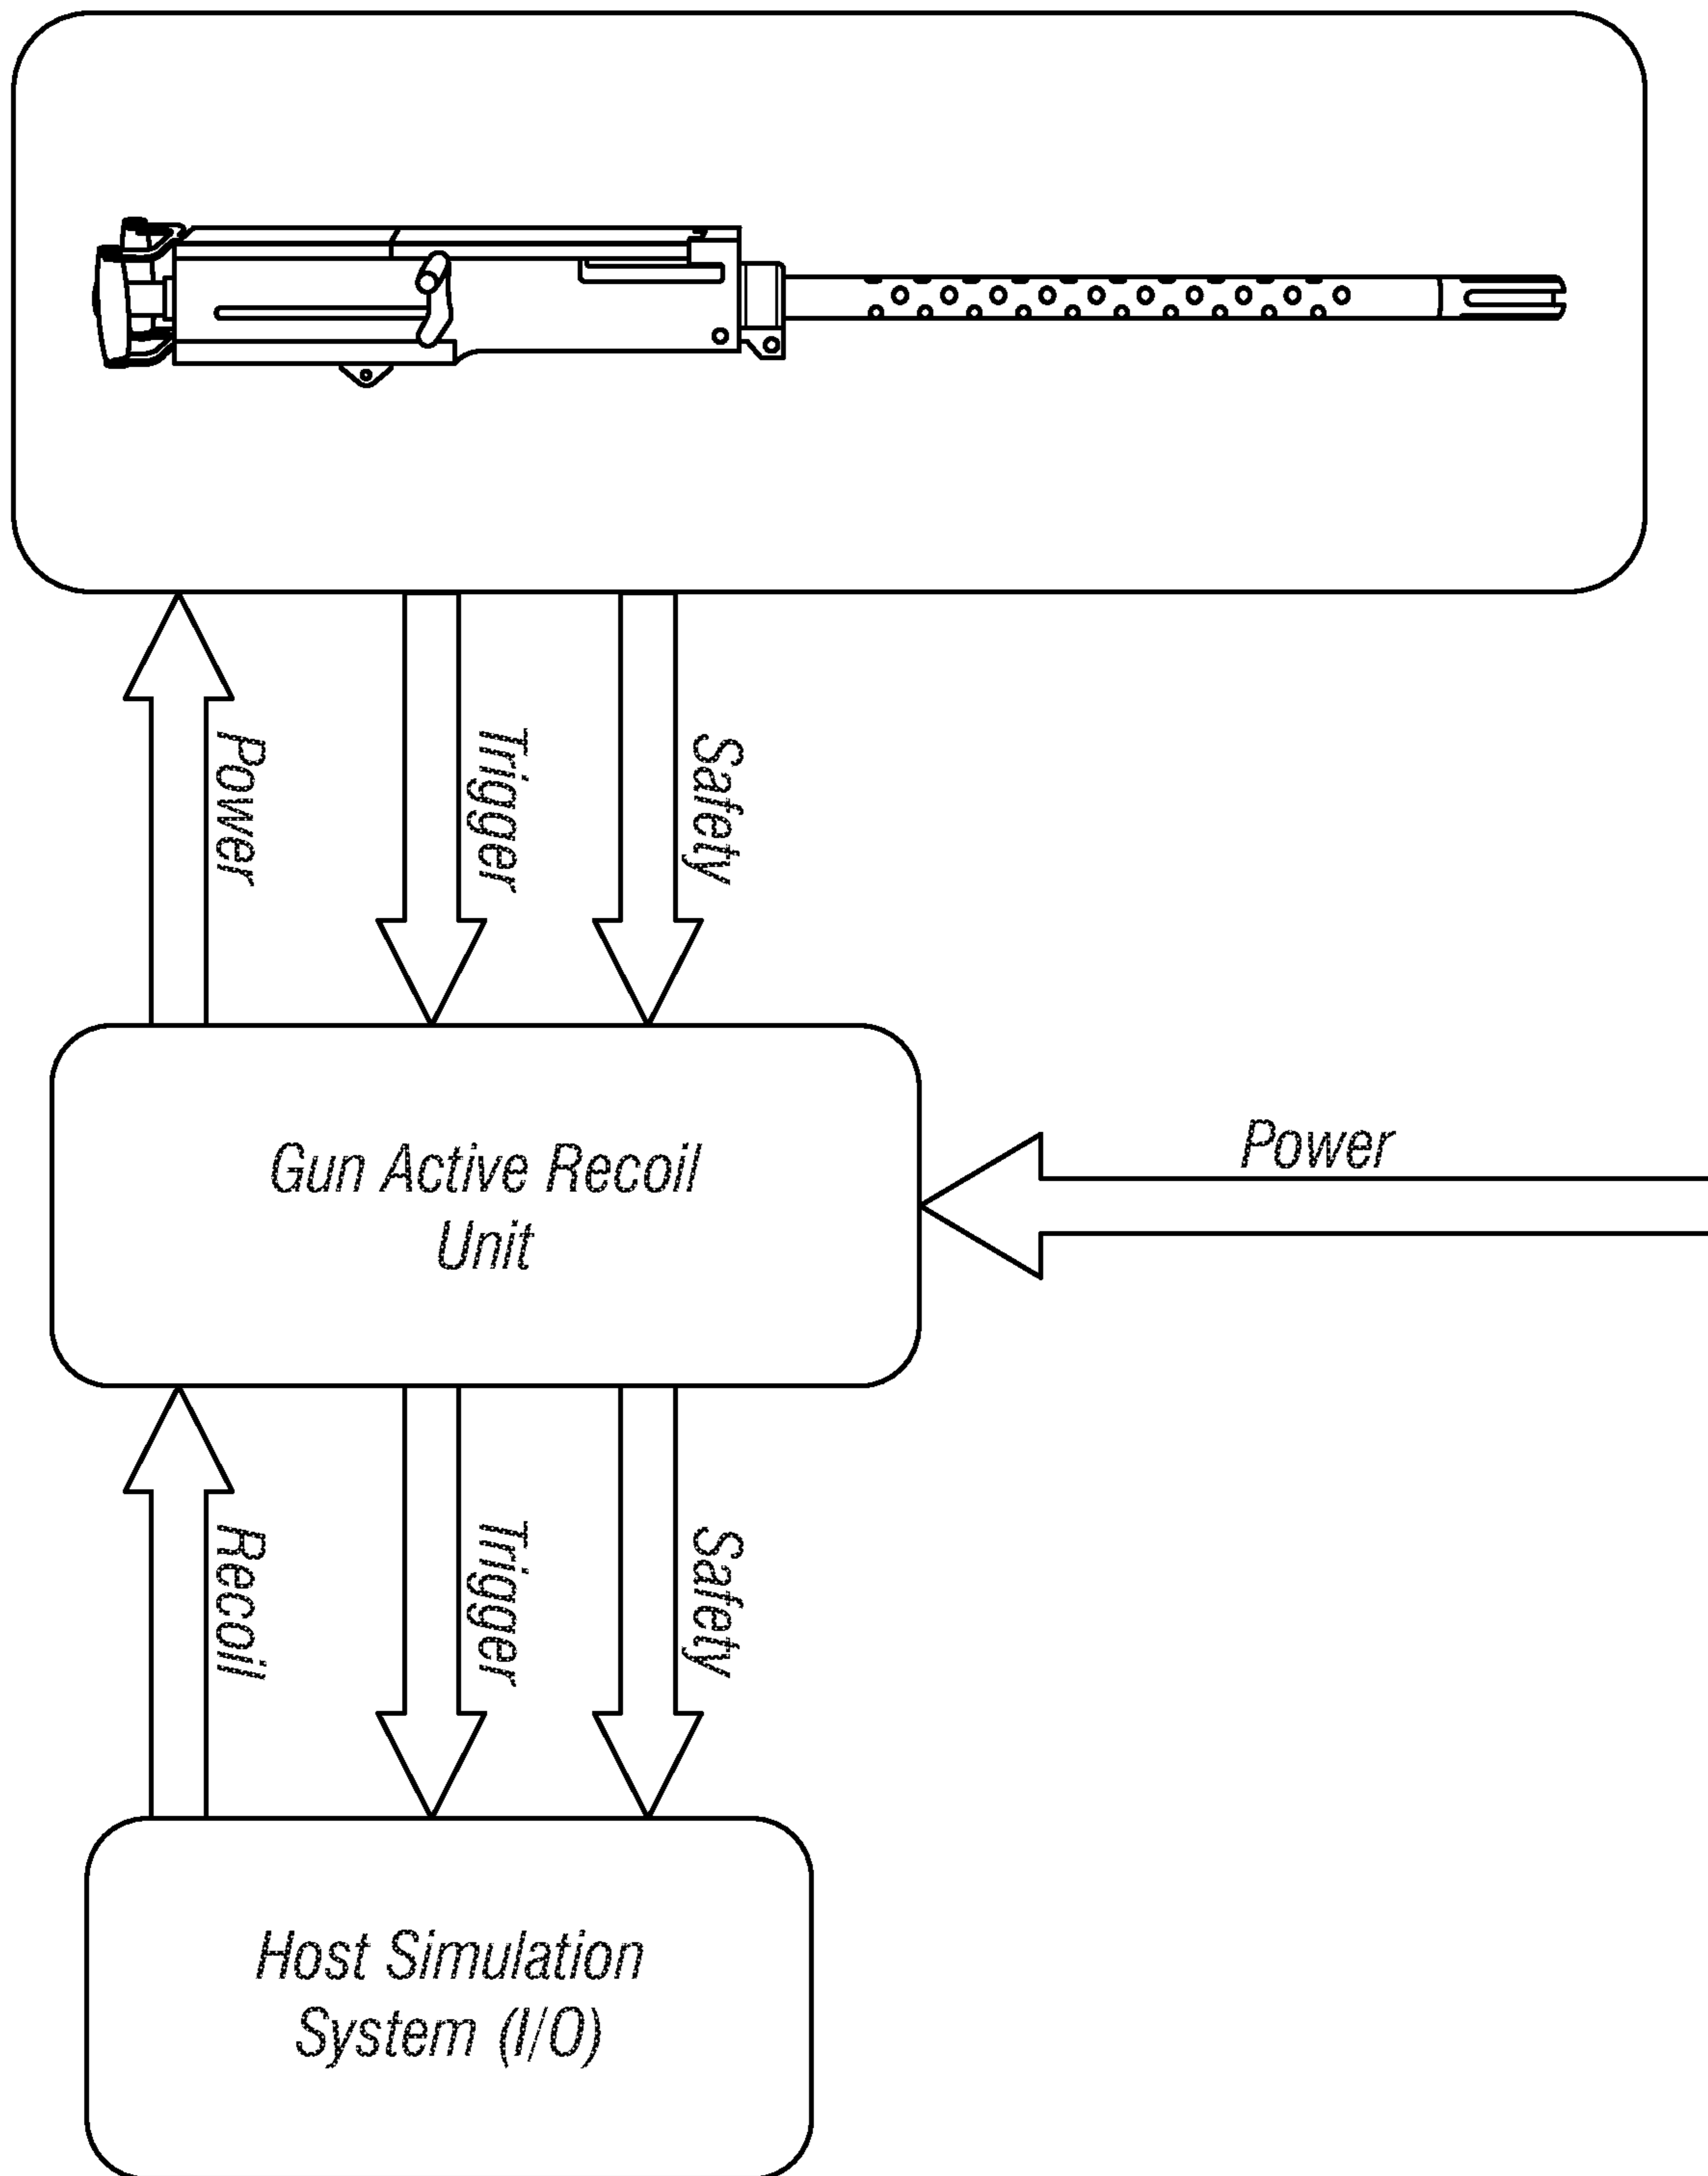 Power
Trigger
Safety
Gun Active Recoil
Unit
Power
Recoil
Trigger
Safety
Host Simulation
System (I/O)